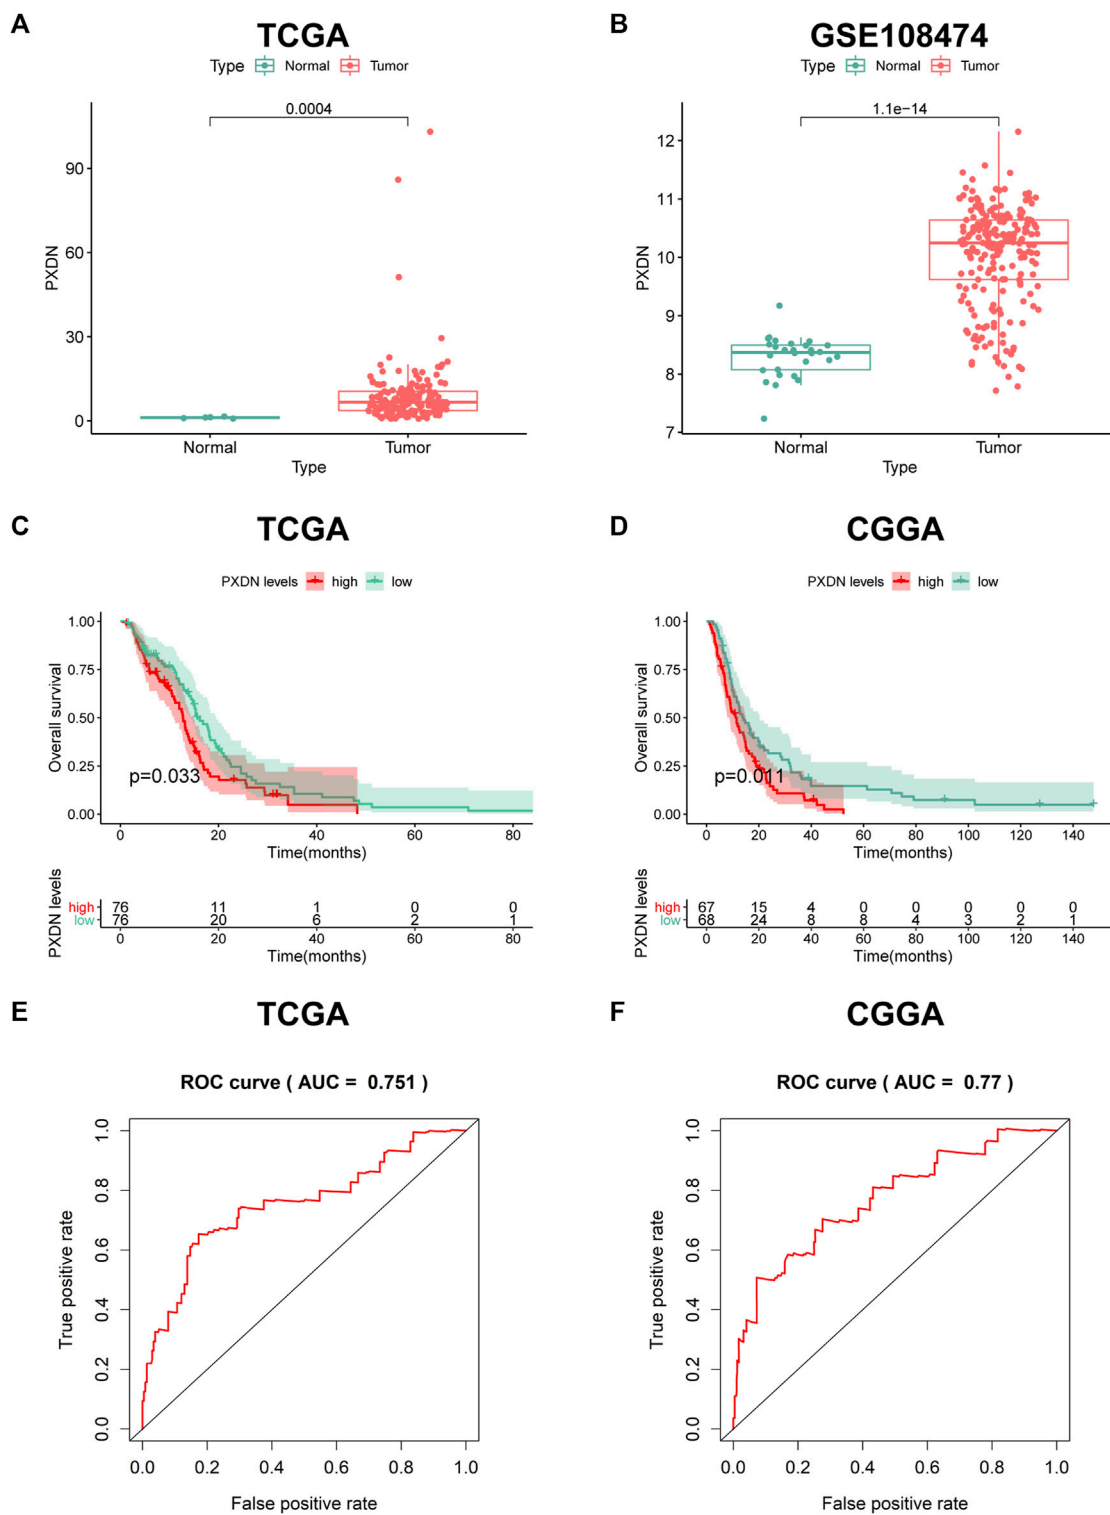 A TCGA
Type Normal Tumor
0.0004
90
60
30
0
PXDN
Normal Tumor
Type
B GSE108474
Type Normal Tumor
1.1e−14
12
11
10
9
8
7
PXDN
Normal Tumor
Type
C TCGA
PXDN levels high low
1.00
0.75
0.50
0.25
0.00
Overall survival
p=0.033
0 20 40 60 80
Time(months)
PXDN levels
high 76 11 1 0 0
low 76 20 6 2 1
0 20 40 60 80
Time(months)
D CGGA
PXDN levels high low
1.00
0.75
0.50
0.25
0.00
Overall survival
p=0.011
0 20 40 60 80 100 120 140
Time(months)
PXDN levels
high 67 15 4 0 0 0 0 0
low 68 24 8 8 4 3 2 1
0 20 40 60 80 100 120 140
Time(months)
E TCGA
ROC curve ( AUC = 0.751 )
1.0
0.8
0.6
0.4
0.2
0.0
True positive rate
0.0 0.2 0.4 0.6 0.8 1.0
False positive rate
F CGGA
ROC curve ( AUC = 0.77 )
1.0
0.8
0.6
0.4
0.2
0.0
True positive rate
0.0 0.2 0.4 0.6 0.8 1.0
False positive rate